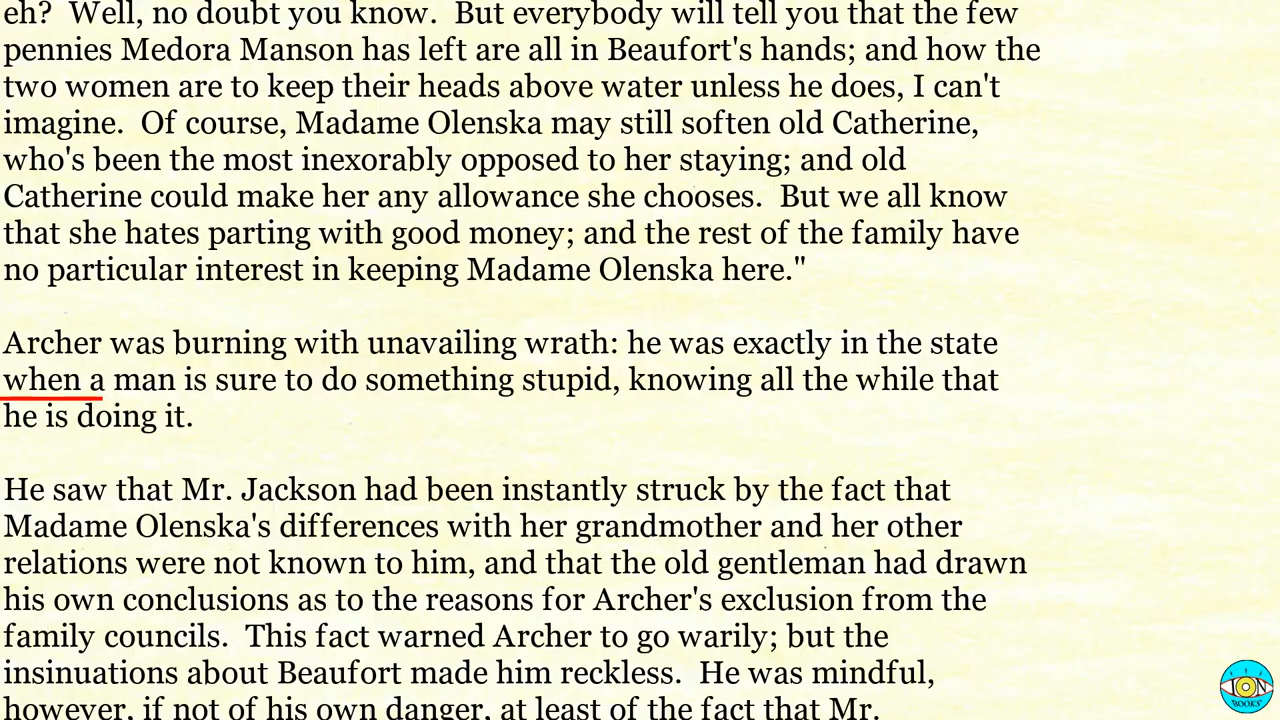 eh?  Well, no doubt you know.  But everybody will tell you that the few
pennies Medora Manson has left are all in Beaufort's hands; and how the
two women are to keep their heads above water unless he does, I can't
imagine.  Of course, Madame Olenska may still soften old Catherine,
who's been the most inexorably opposed to her staying; and old
Catherine could make her any allowance she chooses.  But we all know
that she hates parting with good money; and the rest of the family have
no particular interest in keeping Madame Olenska here."
Archer was burning with unavailing wrath: he was exactly in the state
when a man is sure to do something stupid, knowing all the while that
he is doing it.
He saw that Mr. Jackson had been instantly struck by the fact that
Madame Olenska's differences with her grandmother and her other
relations were not known to him, and that the old gentleman had drawn
his own conclusions as to the reasons for Archer's exclusion from the
family councils.  This fact warned Archer to go warily; but the
insinuations about Beaufort made him reckless.  He was mindful,
however, if not of his own danger, at least of the fact that Mr.
ION
BOOKS